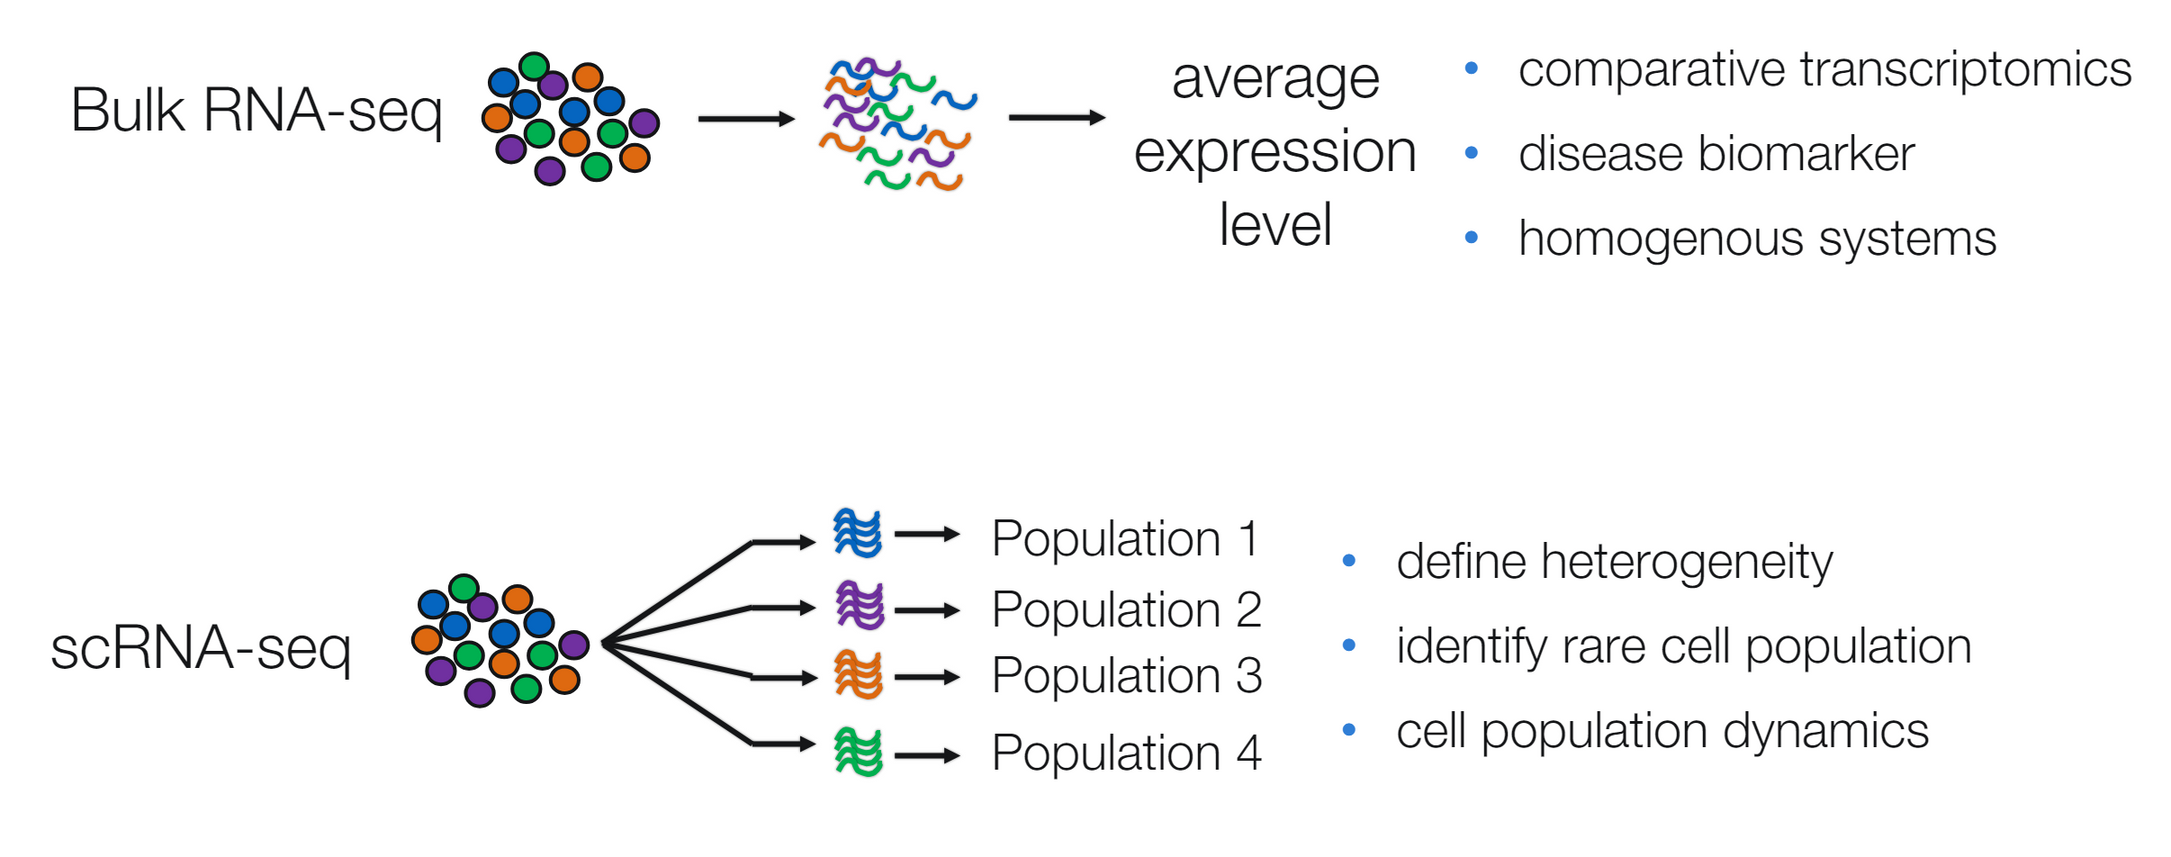 Bulk RNA-seq
average
expression
level
• comparative transcriptomics
• disease biomarker
• homogenous systems
scRNA-seq
Population 1
Population 2
Population 3
Population 4
• define heterogeneity
• identify rare cell population
• cell population dynamics